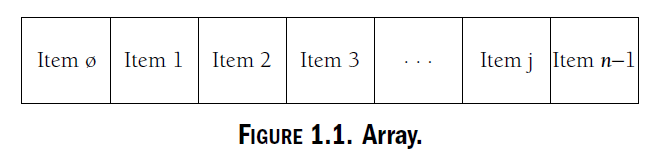 Item ø Item 1 Item 2 Item 3 . . . Item j Item n–1
FIGURE 1.1. Array.